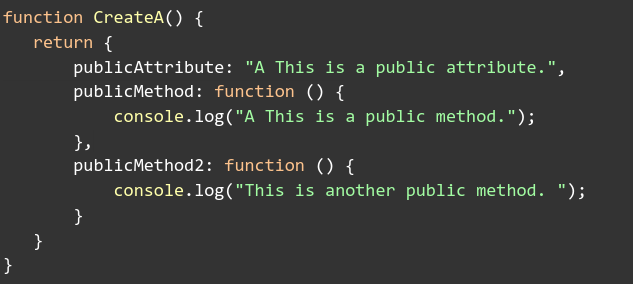 function CreateA() {
   return {
       publicAttribute: "A This is a public attribute.",
       publicMethod: function () {
           console.log("A This is a public method.");
       },
       publicMethod2: function () {
           console.log("This is another public method. ");
       }
   }
}